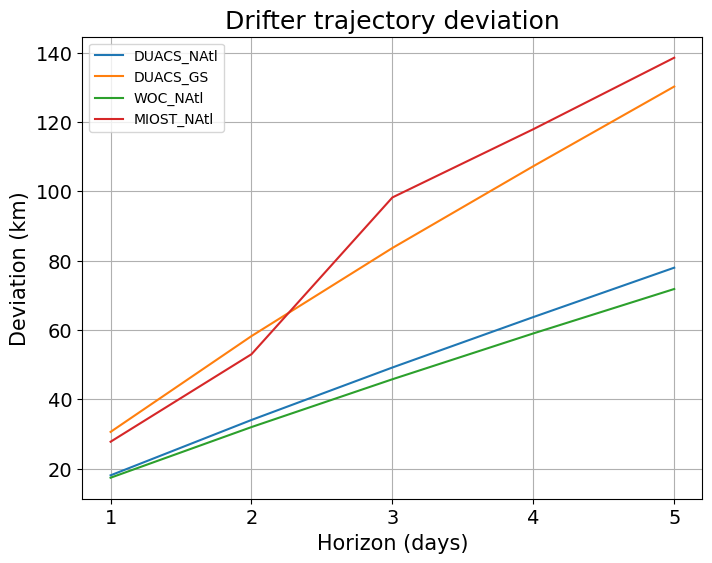 Drifter trajectory deviation
DUACS_NAtl
DUACS_GS
WOC_NAtl
MIOST_NAtl
Deviation (km)
140
120
100
80
60
40
20
1 2 3 4 5
Horizon (days)